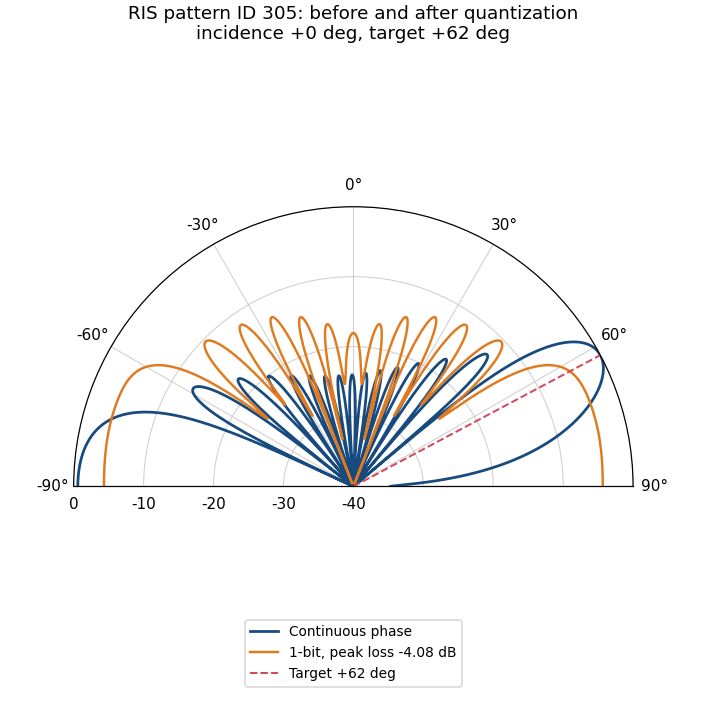 RIS pattern ID 305: before and after quantization
incidence +0 deg, target +62 deg
0°
-30°
30°
-60°
60°
-90°
90°
0
-10
-20
-30
-40
Continuous phase
1-bit, peak loss -4.08 dB
Target +62 deg